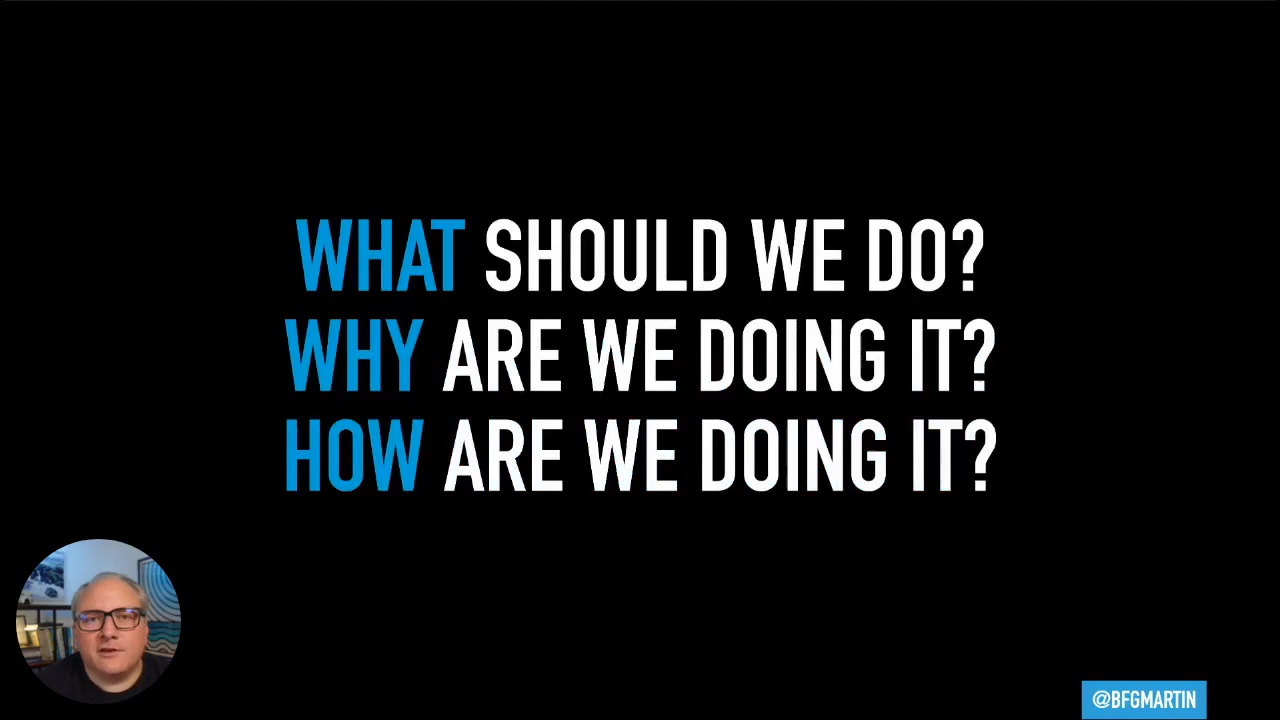 WHAT SHOULD WE DO?
WHY ARE WE DOING IT?
HOW ARE WE DOING IT?
@BFGMARTIN